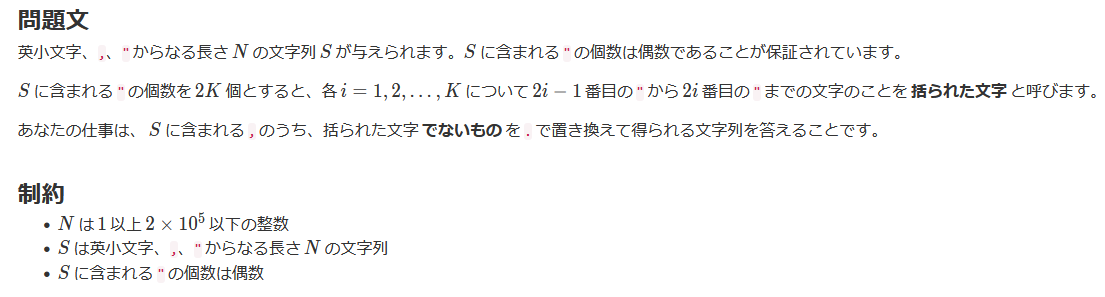 問題文
英小文字、,、" からなる長さ N の文字列 S が与えられます。S に含まれる " の個数は偶数であることが保証されています。
S に含まれる " の個数を 2K 個とすると、各 i = 1, 2, …, K について 2i − 1 番目の " から 2i 番目の " までの文字のことを 括られた文字 と呼びます。
あなたの仕事は、S に含まれる , のうち、括られた文字 でないもの を . で置き換えて得られる文字列を答えることです。
制約
• N は 1 以上 2 × 10⁵ 以下の整数
• S は英小文字、,、" からなる長さ N の文字列
• S に含まれる " の個数は偶数